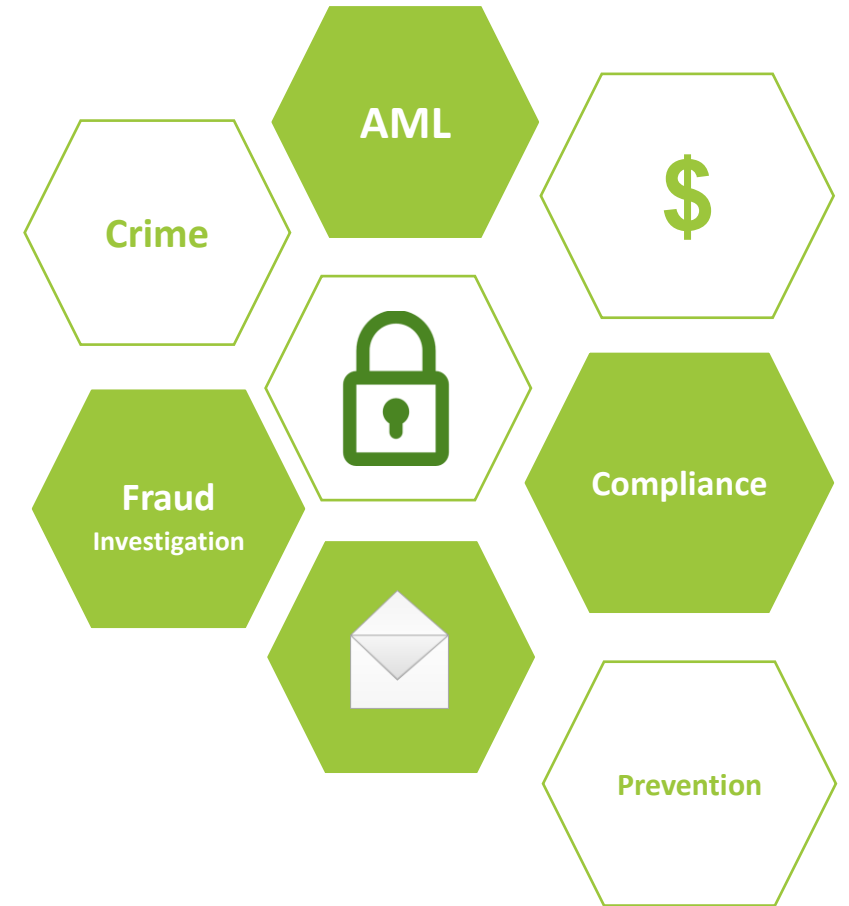 AML
$
Crime
Fraud
Investigation
Compliance
Prevention